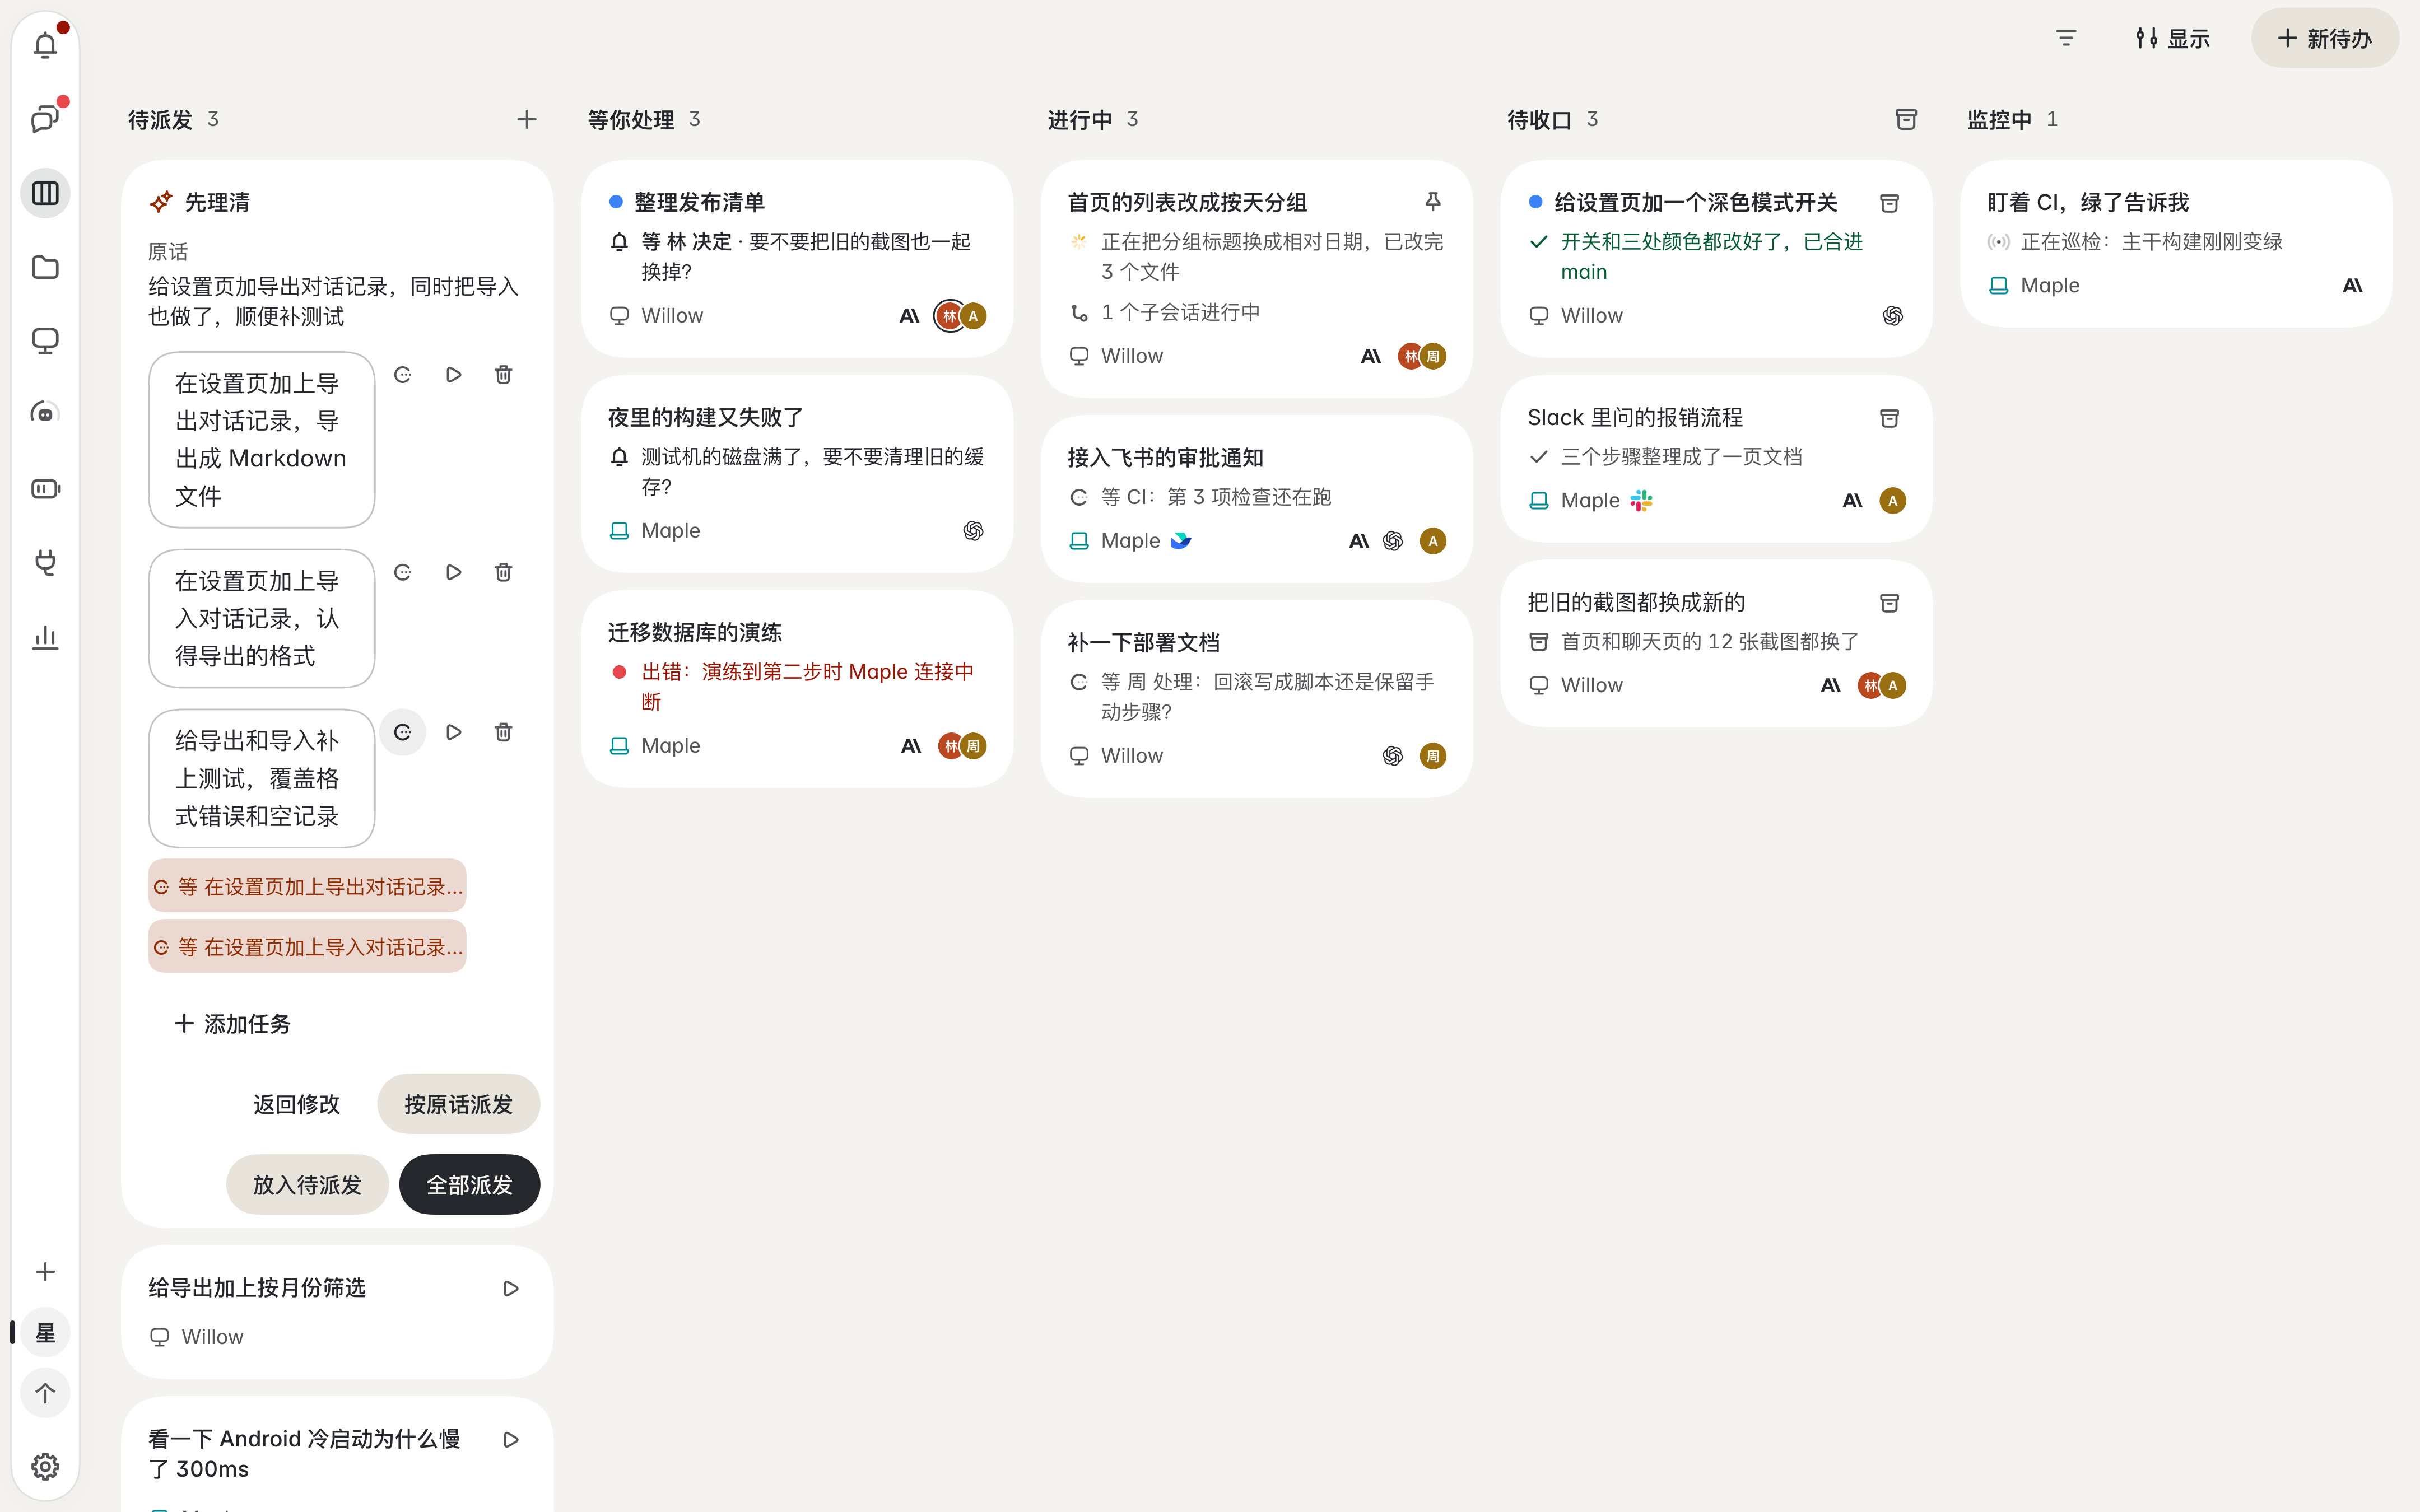 显示
新待办
待派发 3
先理清
原话
给设置页加导出对话记录，同时把导入
也做了，顺便补测试
在设置页加上导
出对话记录，导
出成 Markdown
文件
在设置页加上导
入对话记录，认
得导出的格式
给导出和导入补
上测试，覆盖格
式错误和空记录
等 在设置页加上导出对话记录...
等 在设置页加上导入对话记录...
添加任务
返回修改
按原话派发
放入待派发
全部派发
给导出加上按月份筛选
Willow
看一下 Android 冷启动为什么慢
了 300ms
等你处理 3
整理发布清单
等 林 决定 · 要不要把旧的截图也一起
换掉？
Willow
林 A
夜里的构建又失败了
测试机的磁盘满了，要不要清理旧的缓
存？
Maple
迁移数据库的演练
出错：演练到第二步时 Maple 连接中
断
Maple
林 周
进行中 3
首页的列表改成按天分组
正在把分组标题换成相对日期，已改完
3 个文件
1 个子会话进行中
Willow
林 周
接入飞书的审批通知
等 CI：第 3 项检查还在跑
Maple
A
补一下部署文档
等 周 处理：回滚写成脚本还是保留手
动步骤？
Willow
周
待收口 3
给设置页加一个深色模式开关
开关和三处颜色都改好了，已合进
main
Willow
Slack 里问的报销流程
三个步骤整理成了一页文档
Maple
A
把旧的截图都换成新的
首页和聊天页的 12 张截图都换了
Willow
林 A
监控中 1
盯着 CI，绿了告诉我
正在巡检：主干构建刚刚变绿
Maple
星
个